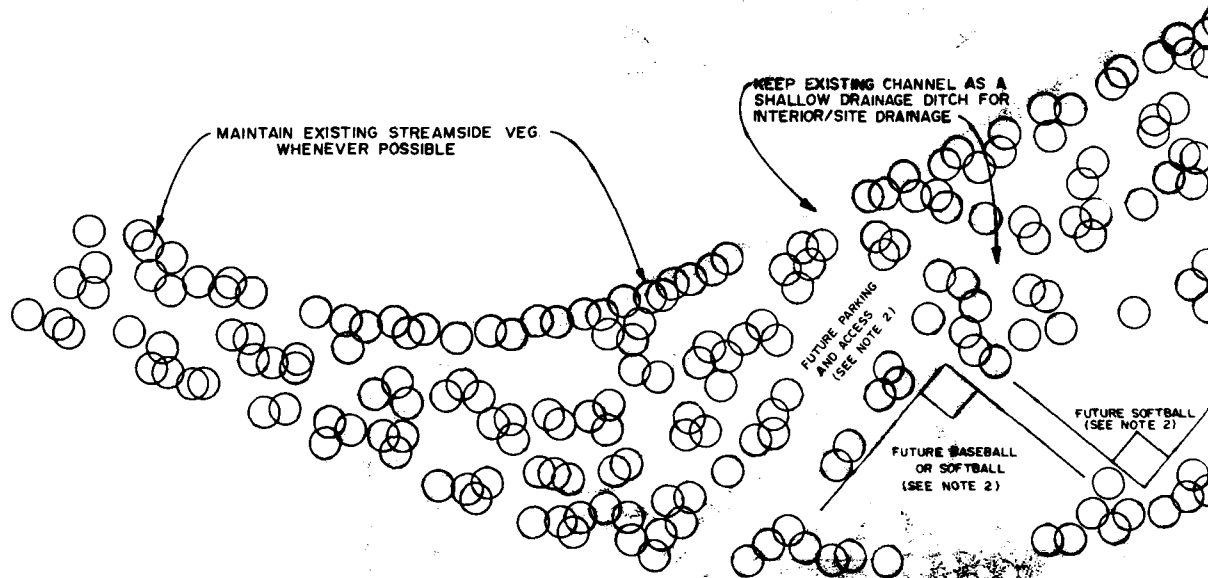 MAINTAIN EXISTING STREAMSIDE VEG.
WHENEVER POSSIBLE
KEEP EXISTING CHANNEL AS A
SHALLOW DRAINAGE DITCH FOR
INTERIOR/SITE DRAINAGE
FUTURE PARKING
AND ACCESS
(SEE NOTE 2)
FUTURE BASEBALL
OR SOFTBALL
(SEE NOTE 2)
FUTURE SOFTBALL
(SEE NOTE 2)